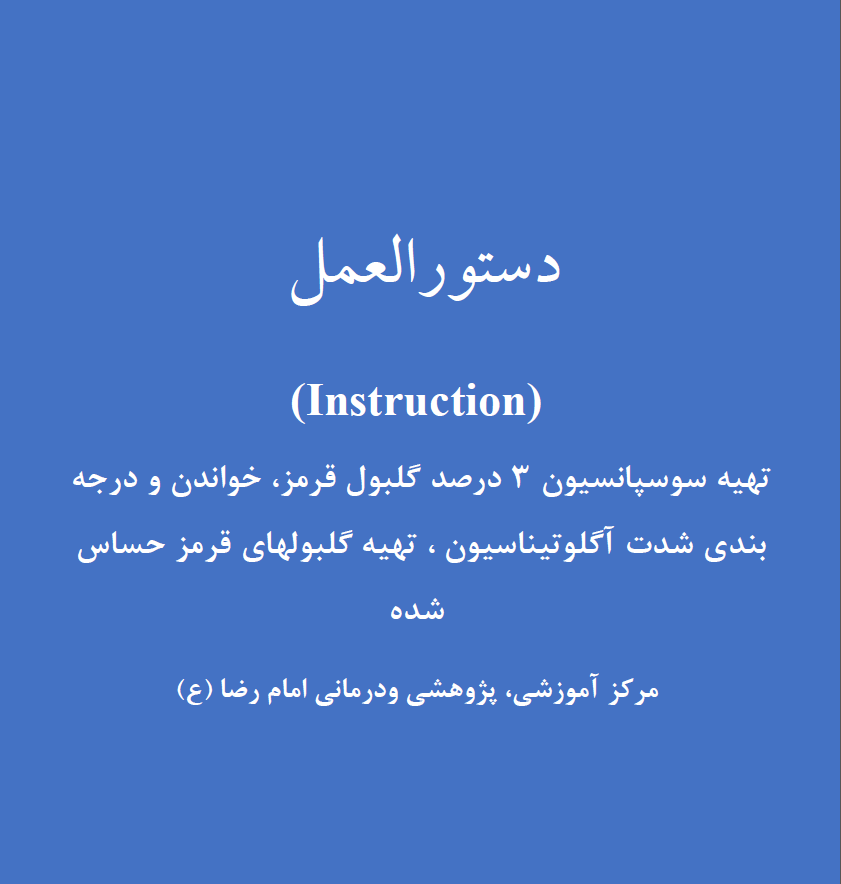 دستورالعمل
(Instruction)
تهیه سوسپانسیون ۳ درصد گلبول قرمز، خواندن و درجه
بندی شدت آگلوتیناسیون ، تهیه گلبولهای قرمز حساس
شده
مرکز آموزشی، پژوهشی ودرمانی امام رضا (ع)